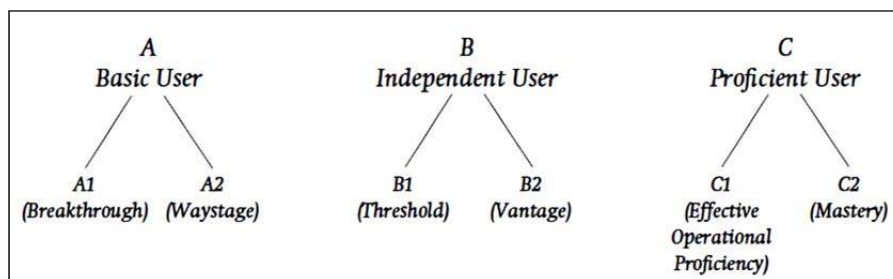 A
Basic User
B
Independent User
C
Proficient User
A1
(Breakthrough)
A2
(Waystage)
B1
(Threshold)
B2
(Vantage)
C1
(Effective
Operational
Proficiency)
C2
(Mastery)